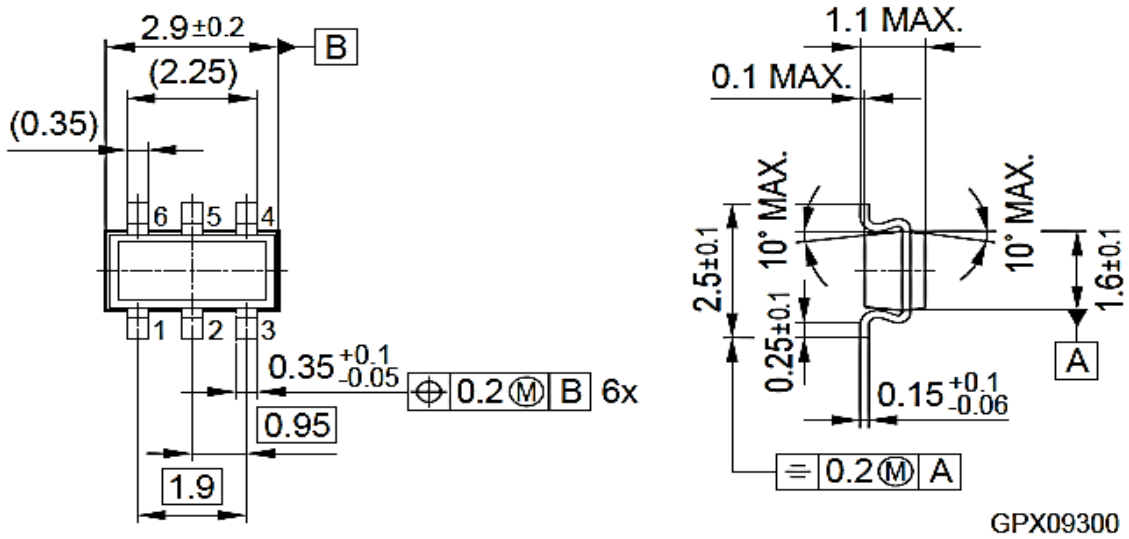 2.9±0.2
B
(2.25)
(0.35)
6 5 4
1 2 3
0.35 +0.1 -0.05
⌖ 0.2 Ⓜ B 6x
0.95
1.9
1.1 MAX.
0.1 MAX.
10° MAX.
10° MAX.
2.5±0.1
1.6±0.1
0.25±0.1
A
0.15 +0.1 -0.06
⌯ 0.2 Ⓜ A
GPX09300